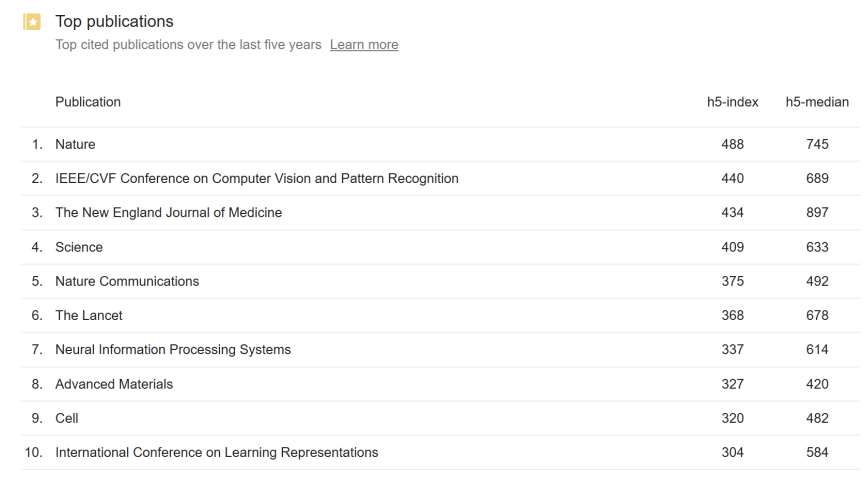 Top publications
Top cited publications over the last five years Learn more
Publication h5-index h5-median
1. Nature 488 745
2. IEEE/CVF Conference on Computer Vision and Pattern Recognition 440 689
3. The New England Journal of Medicine 434 897
4. Science 409 633
5. Nature Communications 375 492
6. The Lancet 368 678
7. Neural Information Processing Systems 337 614
8. Advanced Materials 327 420
9. Cell 320 482
10. International Conference on Learning Representations 304 584